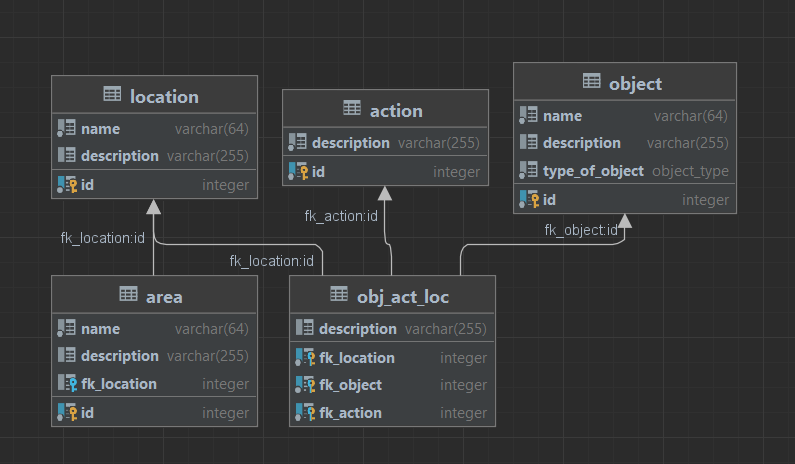 location
name varchar(64)
description varchar(255)
id integer
action
description varchar(255)
id integer
object
name varchar(64)
description varchar(255)
type_of_object object_type
id integer
fk_location:id
fk_location:id
fk_action:id
fk_object:id
area
name varchar(64)
description varchar(255)
fk_location integer
id integer
obj_act_loc
description varchar(255)
fk_location integer
fk_object integer
fk_action integer